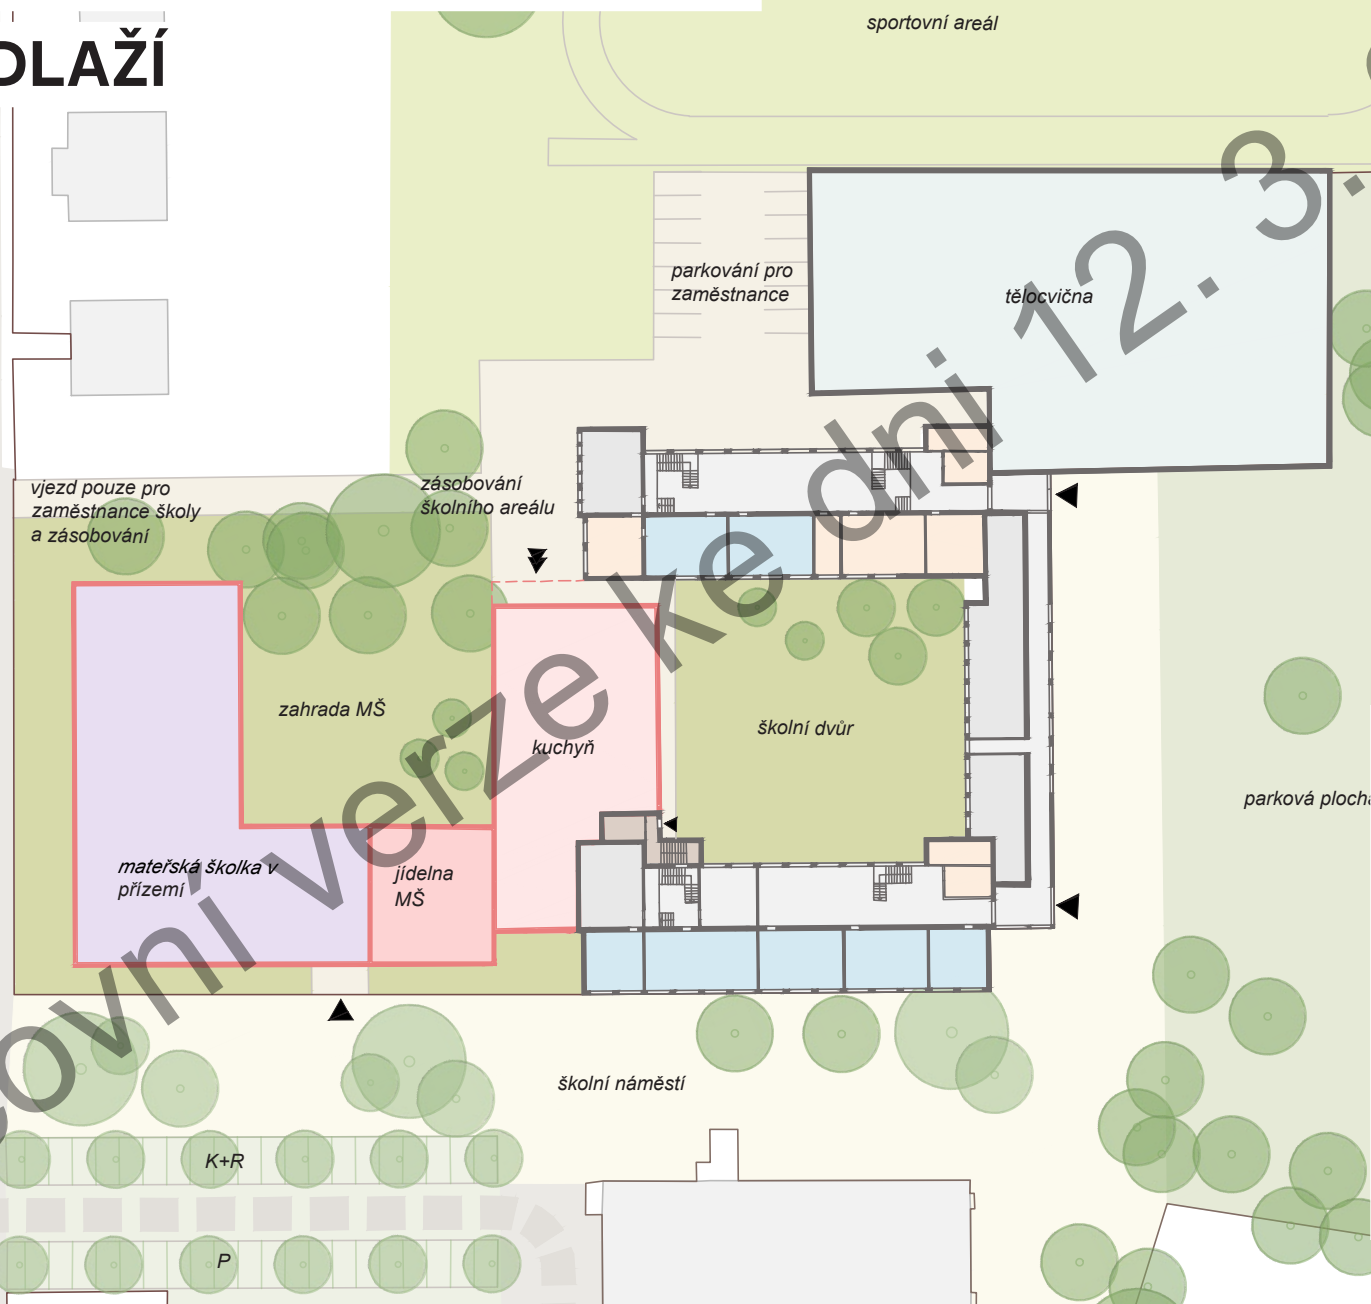 sportovní areál
DLAŽÍ
parkování pro
zaměstnance
tělocvična
vjezd pouze pro
zaměstnance školy
a zásobování
zásobování
školního areálu
zahrada MŠ
kuchyň
školní dvůr
parková plocha
mateřská školka v
přízemí
jídelna
MŠ
školní náměstí
K+R
P
ovní verze ke dni 12. 3.